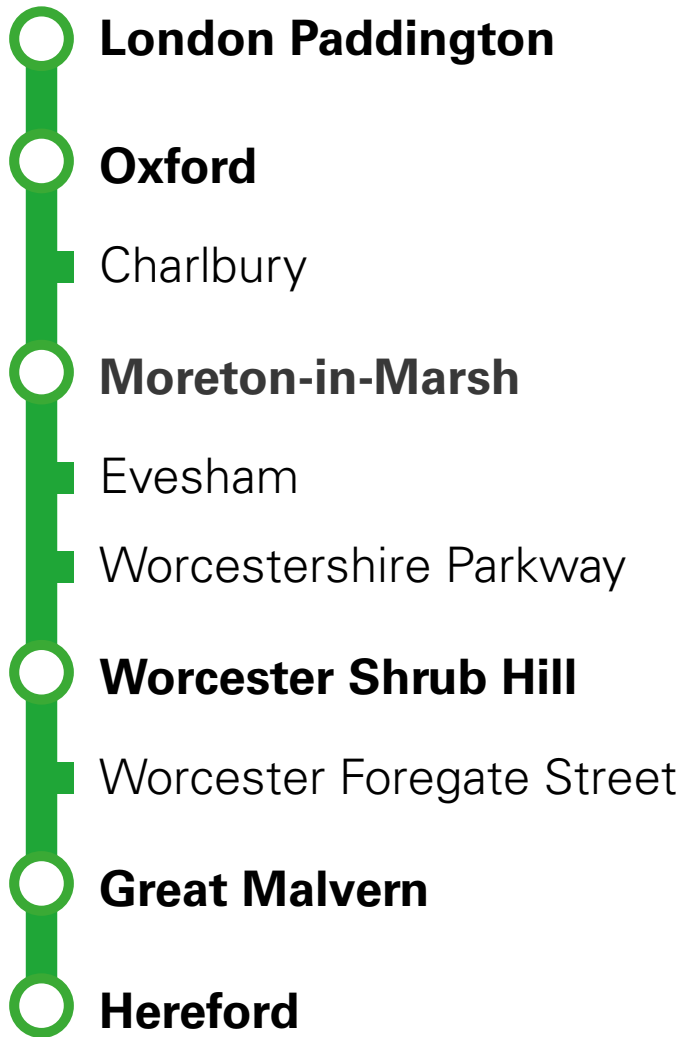 London Paddington
Oxford
Charlbury
Moreton-in-Marsh
Evesham
Worcestershire Parkway
Worcester Shrub Hill
Worcester Foregate Street
Great Malvern
Hereford